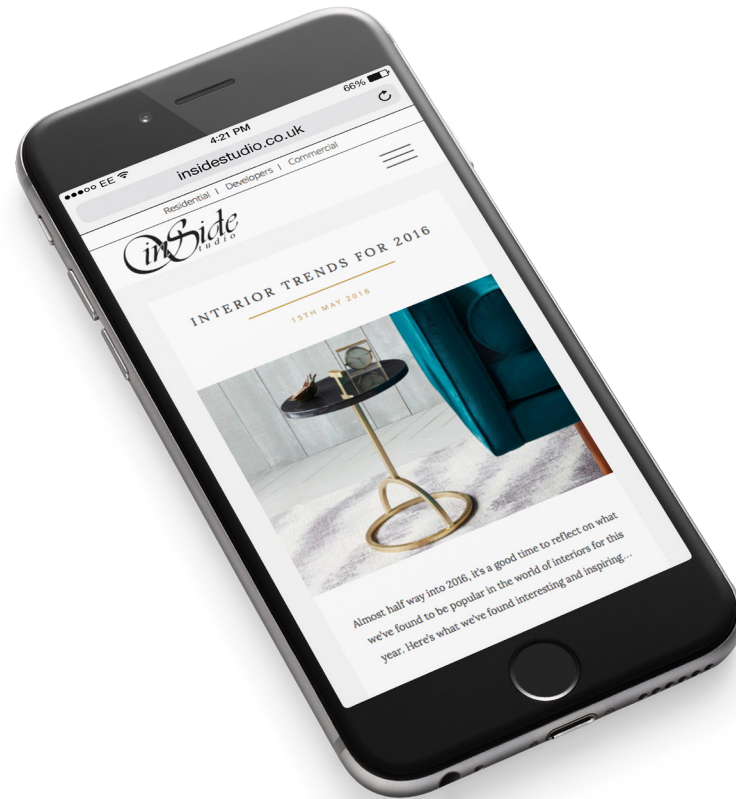 EE 4:21 PM 66%
insidestudio.co.uk
Residential | Developers | Commercial
inSide
tudio
INTERIOR TRENDS FOR 2016
15TH MAY 2016
Almost half way into 2016, it's a good time to reflect on what
we've found to be popular in the world of interiors for this
year. Here's what we've found interesting and inspiring...